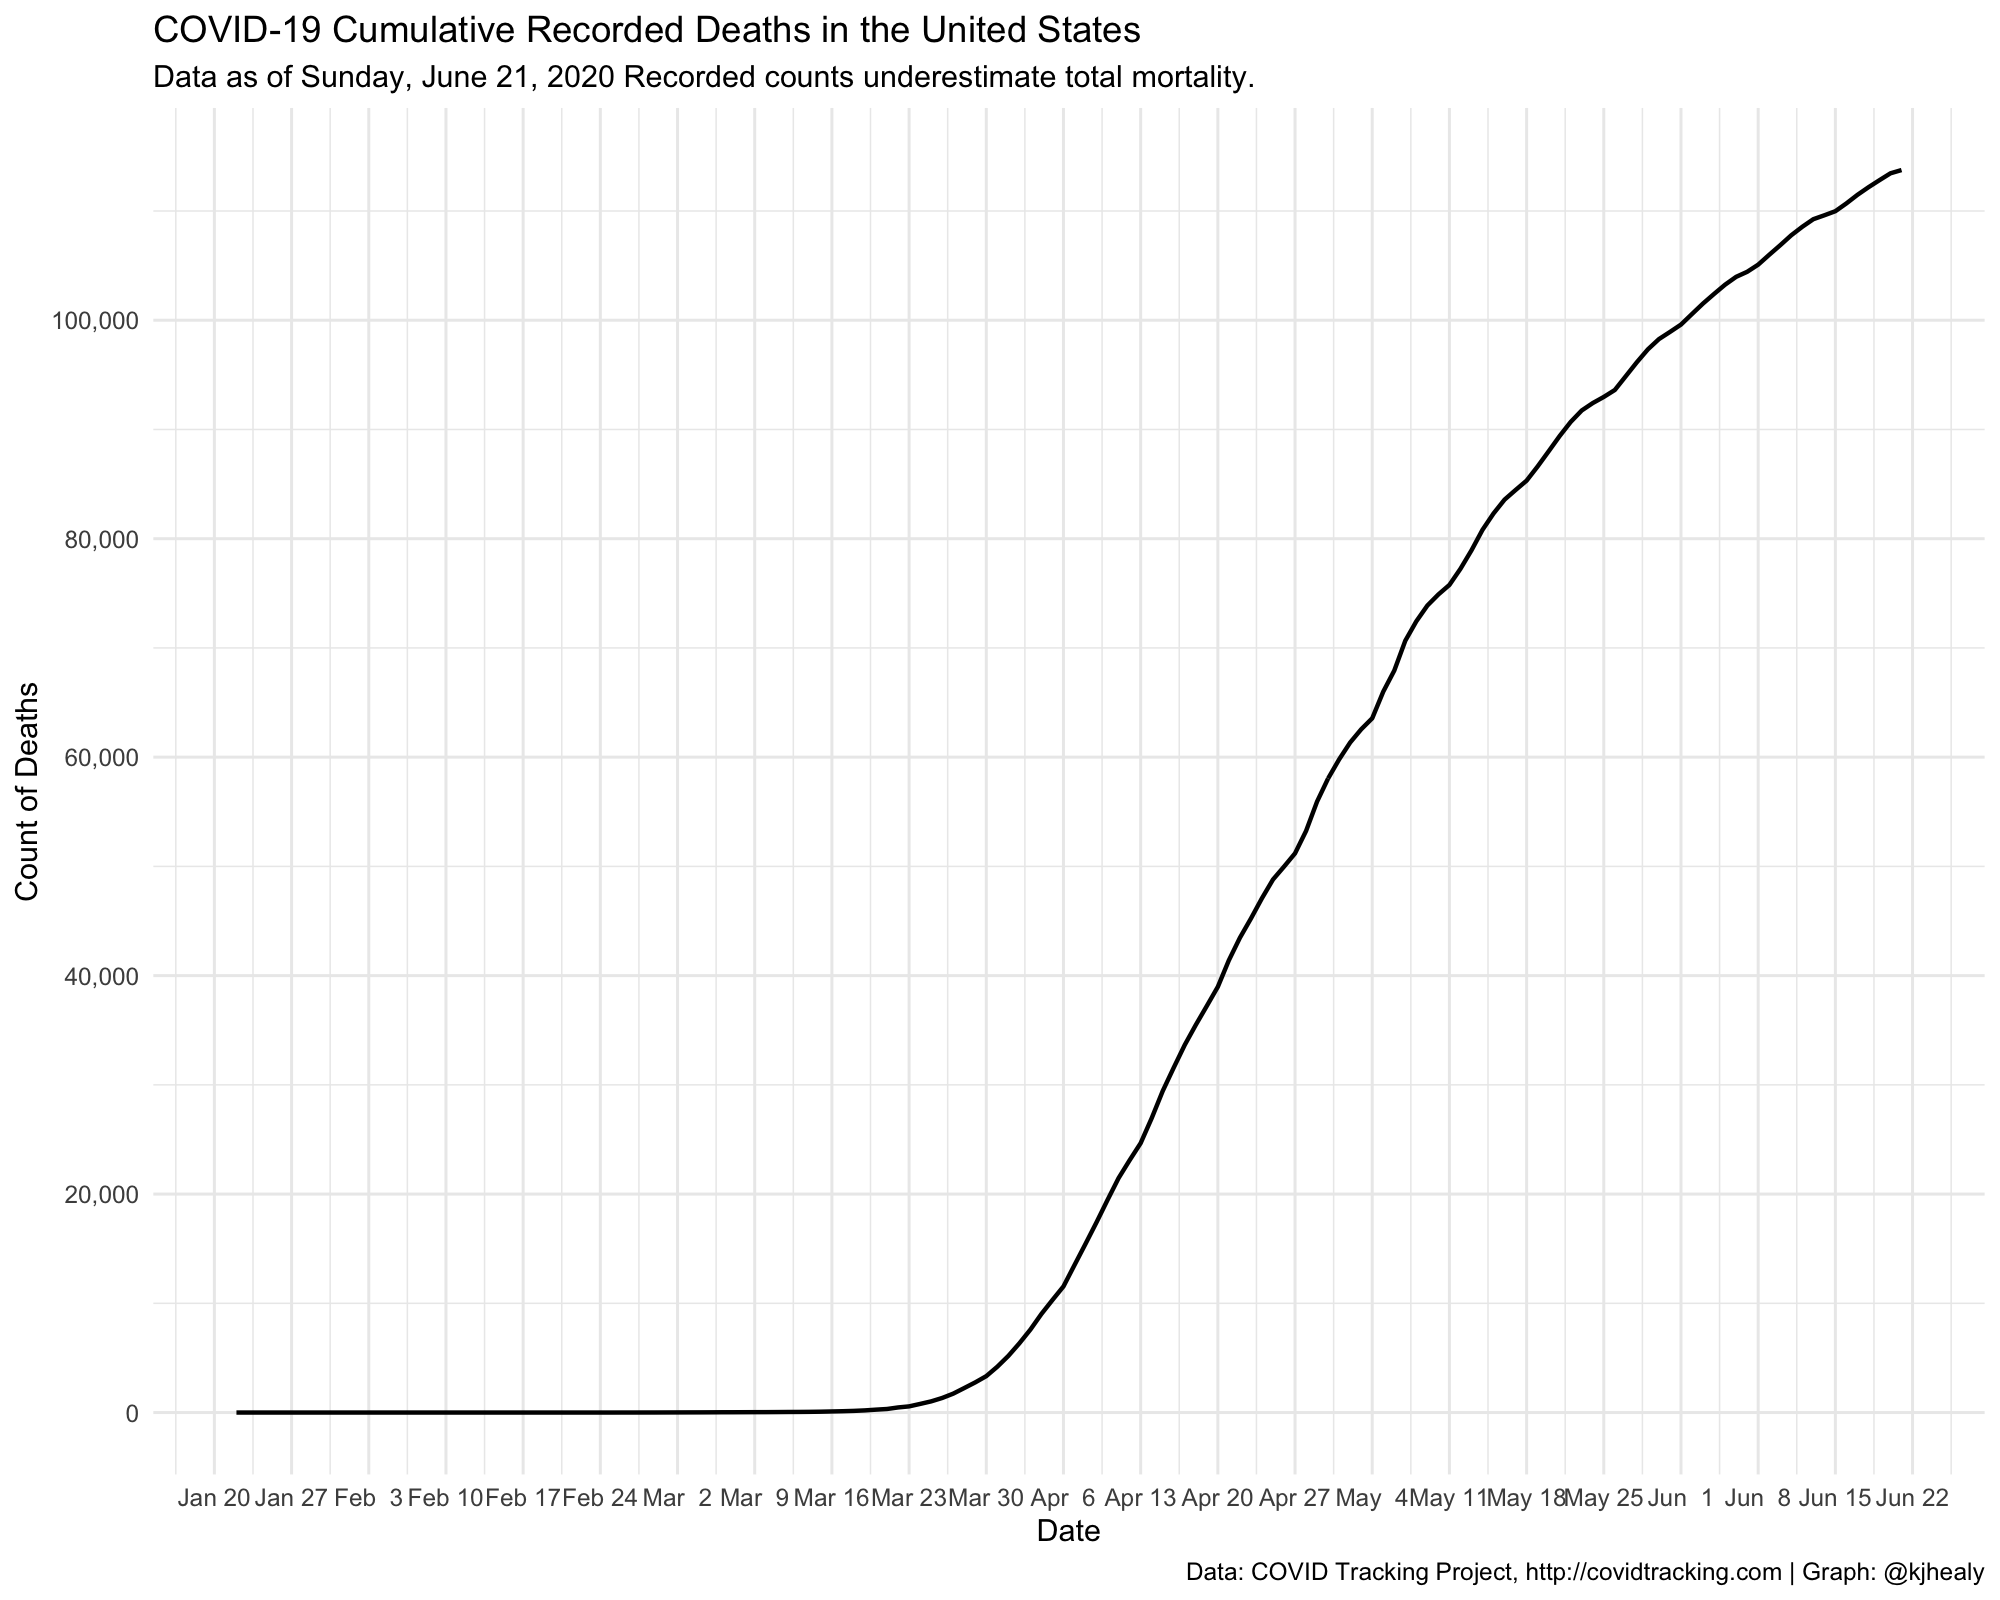 COVID-19 Cumulative Recorded Deaths in the United States
Data as of Sunday, June 21, 2020 Recorded counts underestimate total mortality.
100,000
80,000
60,000
40,000
20,000
0
Count of Deaths
Jan 20 Jan 27 Feb 3 Feb 10 Feb 17 Feb 24 Mar 2 Mar 9 Mar 16 Mar 23 Mar 30 Apr 6 Apr 13 Apr 20 Apr 27 May 4 May 11 May 18 May 25 Jun 1 Jun 8 Jun 15 Jun 22
Date
Data: COVID Tracking Project, http://covidtracking.com | Graph: @kjhealy